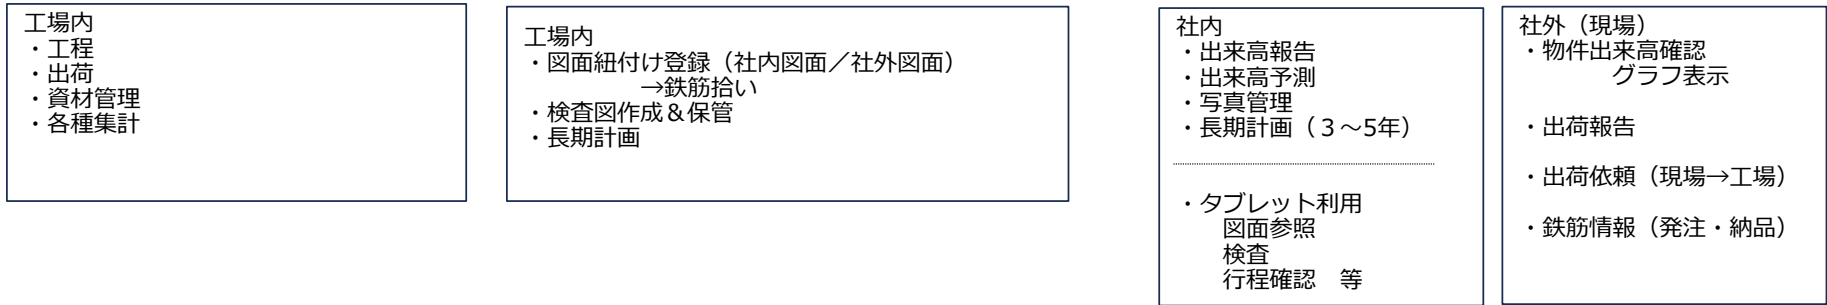 工場内
・工程
・出荷
・資材管理
・各種集計
工場内
・図面紐付け登録（社内図面／社外図面）
→鉄筋拾い
・検査図作成＆保管
・長期計画
社内
・出来高報告
・出来高予測
・写真管理
・長期計画（３～5年）
・タブレット利用
図面参照
検査
行程確認　等
社外（現場）
・物件出来高確認
グラフ表示
・出荷報告
・出荷依頼（現場→工場）
・鉄筋情報（発注・納品）